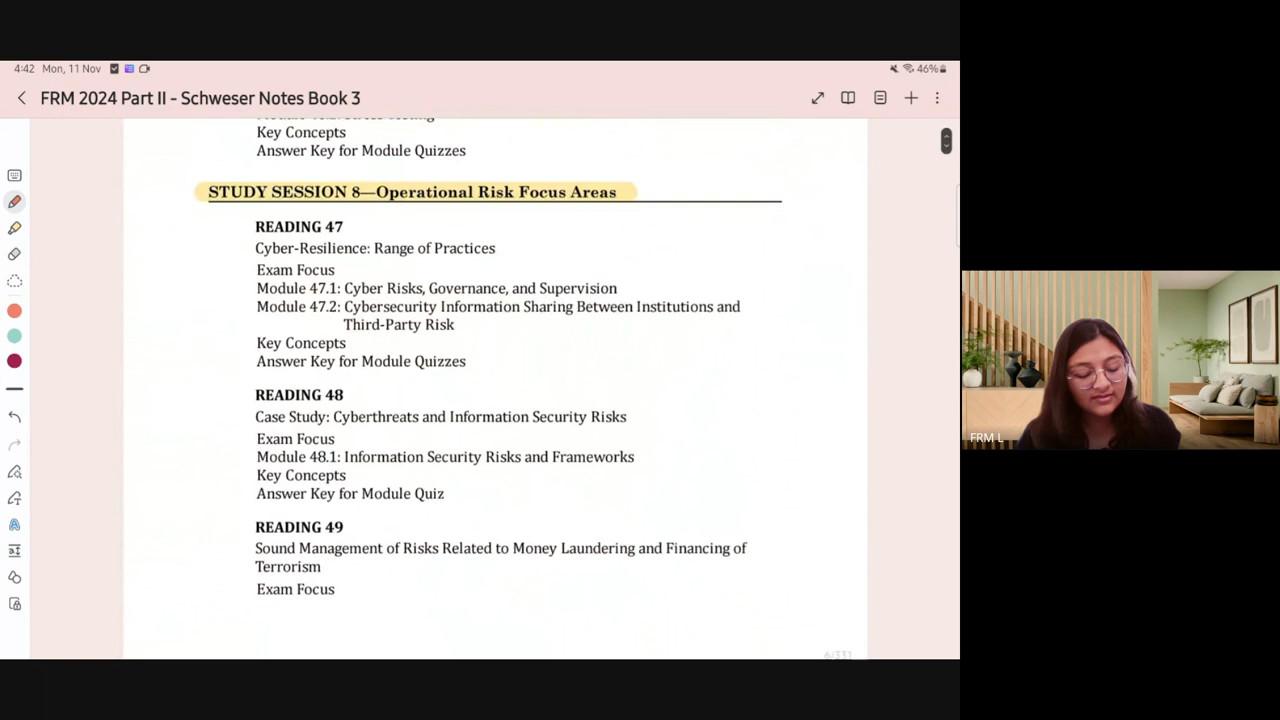 4:42 Mon, 11 Nov
46%
FRM 2024 Part II - Schweser Notes Book 3
Key Concepts
Answer Key for Module Quizzes
STUDY SESSION 8—Operational Risk Focus Areas
READING 47
Cyber-Resilience: Range of Practices
Exam Focus
Module 47.1: Cyber Risks, Governance, and Supervision
Module 47.2: Cybersecurity Information Sharing Between Institutions and
Third-Party Risk
Key Concepts
Answer Key for Module Quizzes
READING 48
Case Study: Cyberthreats and Information Security Risks
Exam Focus
Module 48.1: Information Security Risks and Frameworks
Key Concepts
Answer Key for Module Quiz
READING 49
Sound Management of Risks Related to Money Laundering and Financing of
Terrorism
Exam Focus
6/331
FRM L